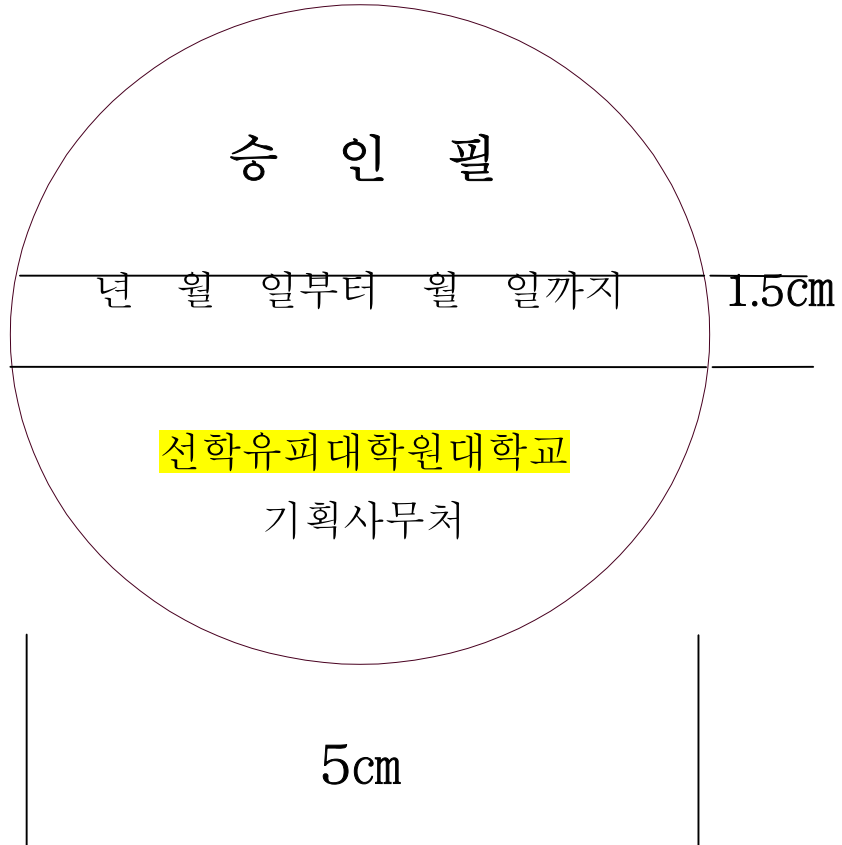 승 인 필
년 월 일부터 월 일까지
1.5cm
선학유피대학원대학교
기획사무처
5cm